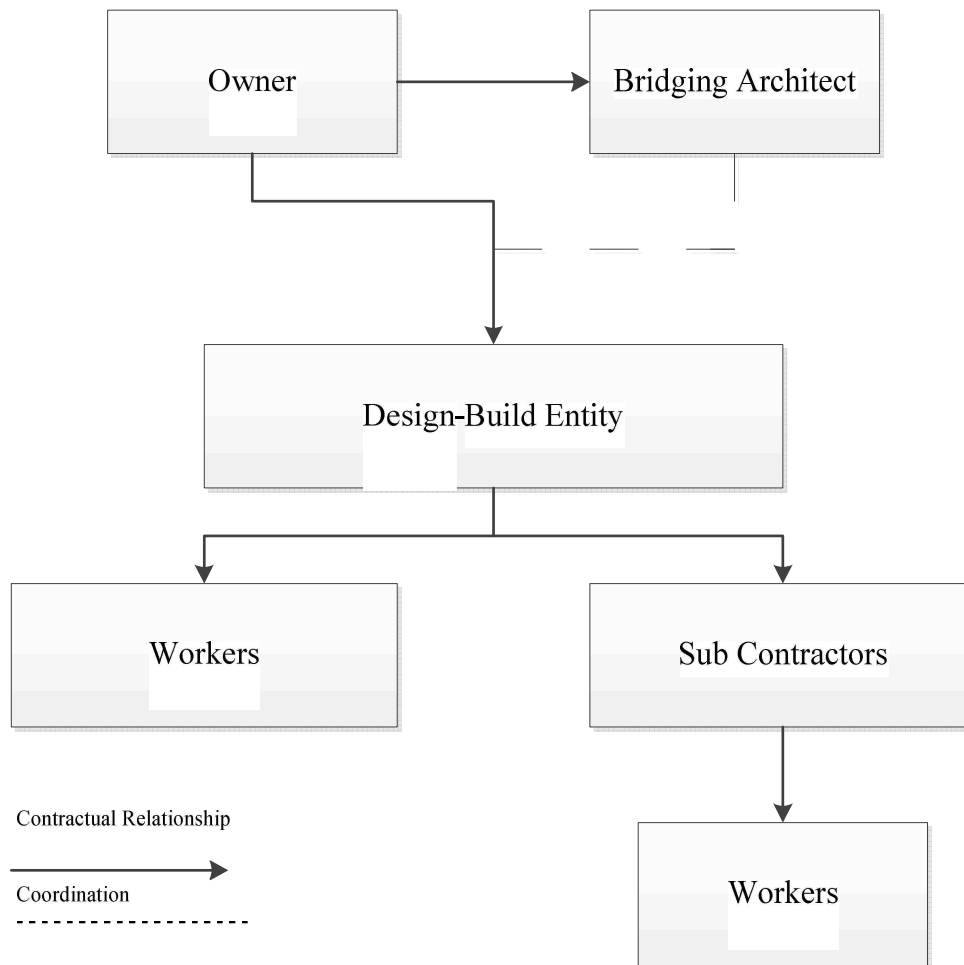 Owner
Bridging Architect
Design-Build Entity
Workers
Sub Contractors
Contractual Relationship
Coordination
Workers